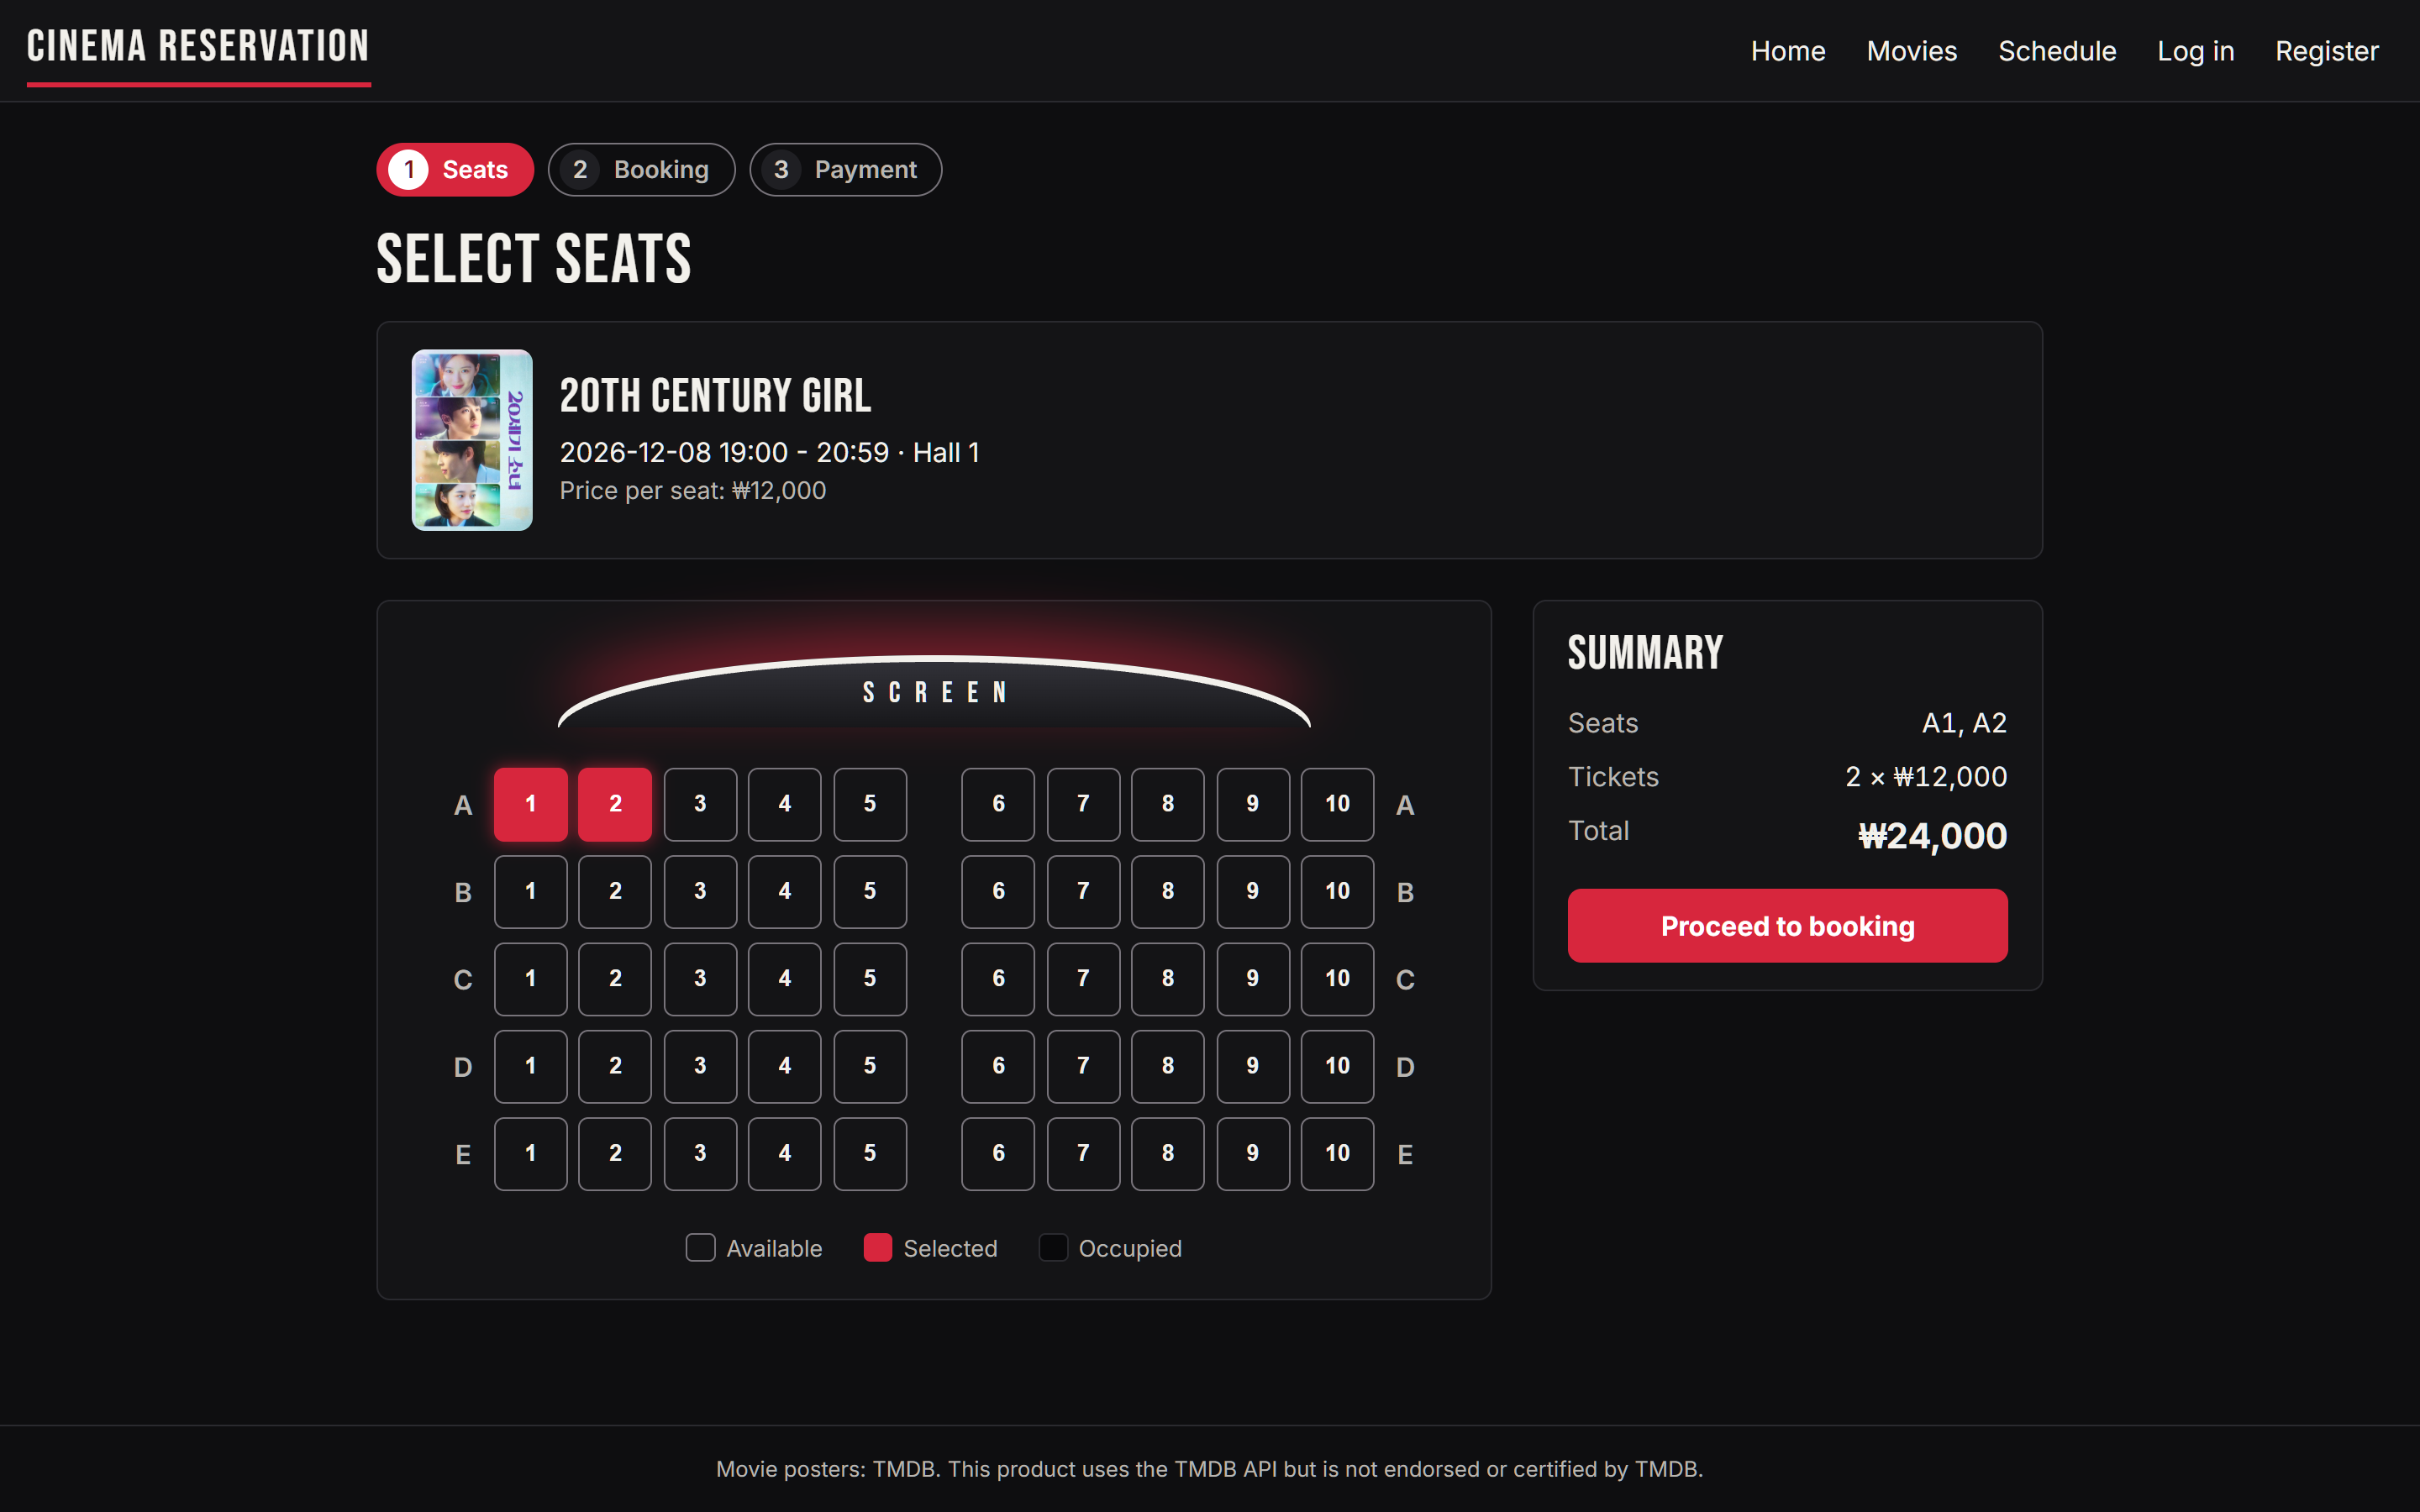 CINEMA RESERVATION
Home Movies Schedule Log in Register
1 Seats 2 Booking 3 Payment
SELECT SEATS
20세기 소녀
20TH CENTURY GIRL
2026-12-08 19:00 - 20:59 · Hall 1
Price per seat: ₩12,000
SCREEN
A 1 2 3 4 5 6 7 8 9 10 A
B 1 2 3 4 5 6 7 8 9 10 B
C 1 2 3 4 5 6 7 8 9 10 C
D 1 2 3 4 5 6 7 8 9 10 D
E 1 2 3 4 5 6 7 8 9 10 E
Available Selected Occupied
SUMMARY
Seats A1, A2
Tickets 2 × ₩12,000
Total ₩24,000
Proceed to booking
Movie posters: TMDB. This product uses the TMDB API but is not endorsed or certified by TMDB.